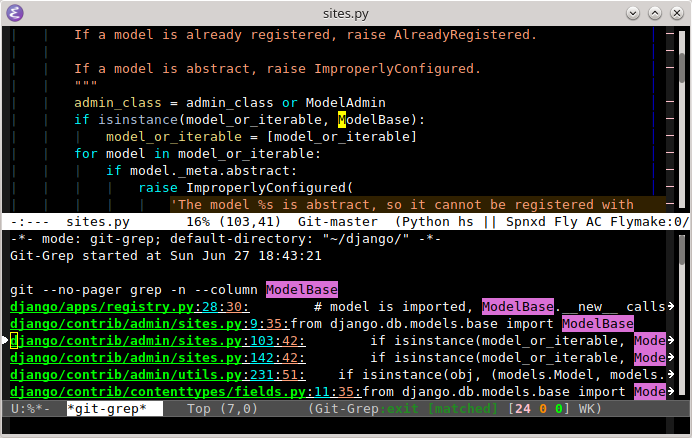 sites.py
If a model is already registered, raise AlreadyRegistered.
If a model is abstract, raise ImproperlyConfigured.
"""
admin_class = admin_class or ModelAdmin
if isinstance(model_or_iterable, ModelBase):
model_or_iterable = [model_or_iterable]
for model in model_or_iterable:
if model._meta.abstract:
raise ImproperlyConfigured(
'The model %s is abstract, so it cannot be registered with
-:--- sites.py 16% (103,41) Git-master (Python hs || Spnxd Fly AC Flymake:0/
-*- mode: git-grep; default-directory: "~/django/" -*-
Git-Grep started at Sun Jun 27 18:43:21
git --no-pager grep -n --column ModelBase
django/apps/registry.py:28:30: # model is imported, ModelBase.__new__ calls
django/contrib/admin/sites.py:9:35:from django.db.models.base import ModelBase
django/contrib/admin/sites.py:103:42: if isinstance(model_or_iterable, Mode
django/contrib/admin/sites.py:142:42: if isinstance(model_or_iterable, Mode
django/contrib/admin/utils.py:231:51: if isinstance(obj, (models.Model, models.
django/contrib/contenttypes/fields.py:11:35:from django.db.models.base import Mode
U:%*- *git-grep* Top (7,0) (Git-Grep:exit [matched] [24 0 0] WK)